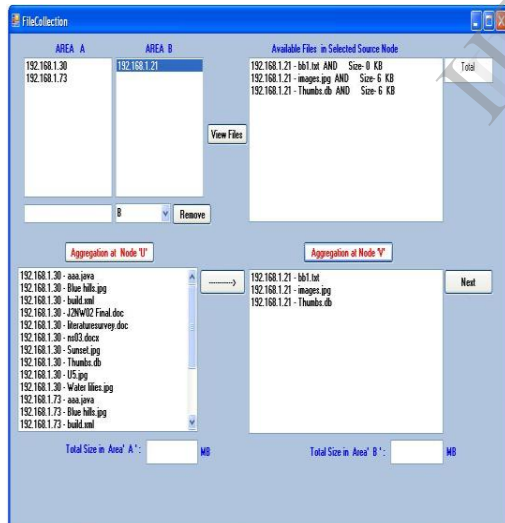 FileCollection
AREA A
AREA B
Available Files in Selected Source Node
192.168.1.30
192.168.1.73
192.168.1.21
192.168.1.21 - bb1.txt AND Size- 0 KB
192.168.1.21 - images.jpg AND Size- 6 KB
192.168.1.21 - Thumbs.db AND Size- 6 KB
Total
View Files
B
Remove
Aggregation at Node 'U'
Aggregation at Node 'V'
192.168.1.30 - aaa.java
192.168.1.30 - Blue hills.jpg
192.168.1.30 - build.xml
192.168.1.30 - J2NW02 Final.doc
192.168.1.30 - literaturesurvey.doc
192.168.1.30 - ns03.docx
192.168.1.30 - Sunset.jpg
192.168.1.30 - Thumbs.db
192.168.1.30 - U5.jpg
192.168.1.30 - Water lilies.jpg
192.168.1.73 - aaa.java
192.168.1.73 - Blue hills.jpg
192.168.1.73 - build.xml
---------->
192.168.1.21 - bb1.txt
192.168.1.21 - images.jpg
192.168.1.21 - Thumbs.db
Next
Total Size in Area' A ' :
MB
Total Size in Area' B ' :
MB